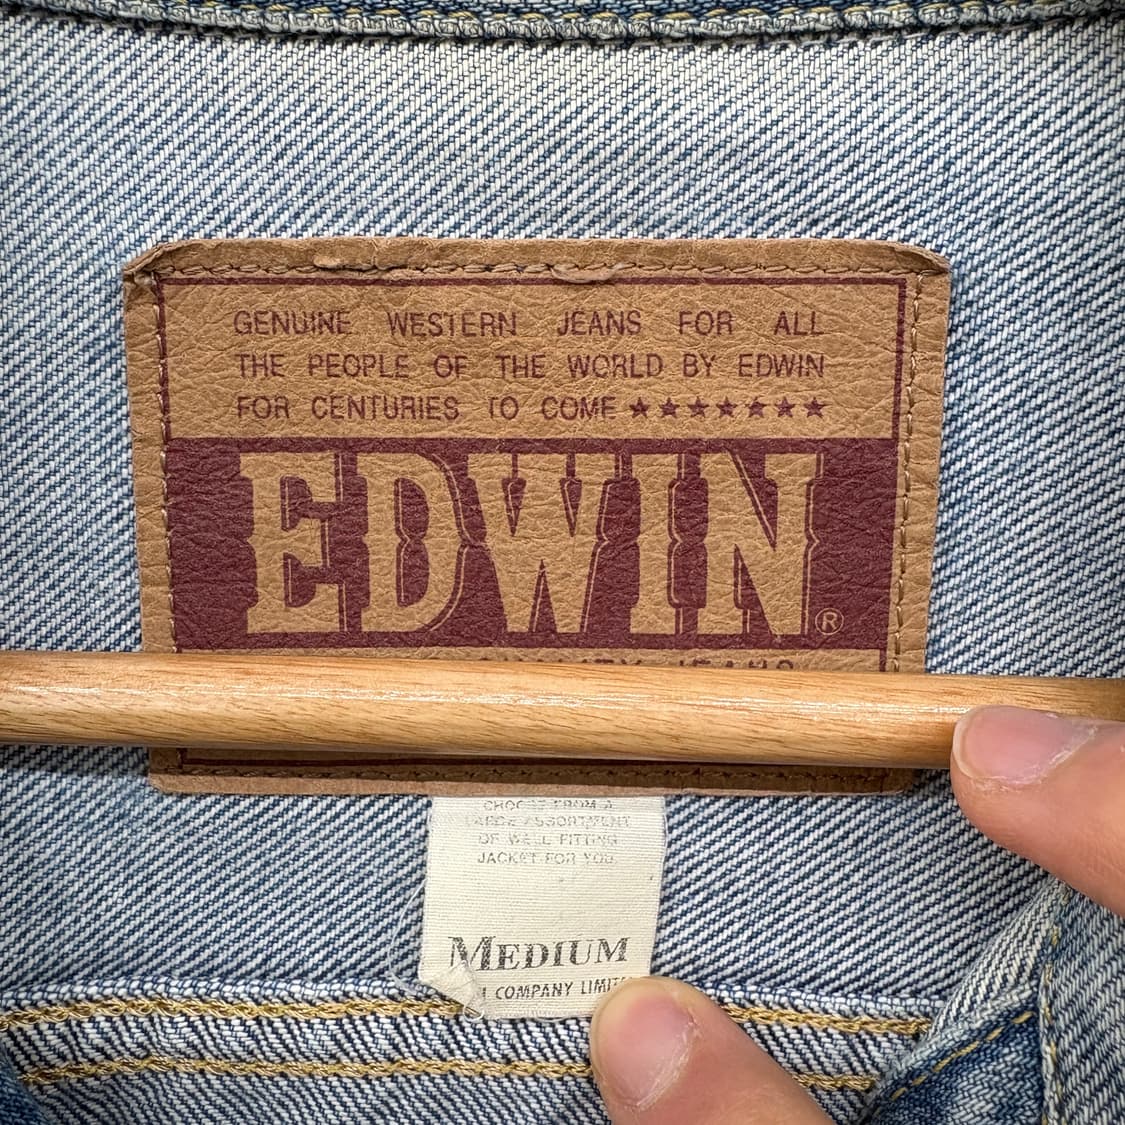 GENUINE WESTERN JEANS FOR ALL
THE PEOPLE OF THE WORLD BY EDWIN
FOR CENTURIES TO COME ★★★★★★★
EDWIN®
JEANS
CHOOSE FROM A
LARGE ASSORTMENT
OF WELL FITTING
JACKET FOR YOU
MEDIUM
COMPANY